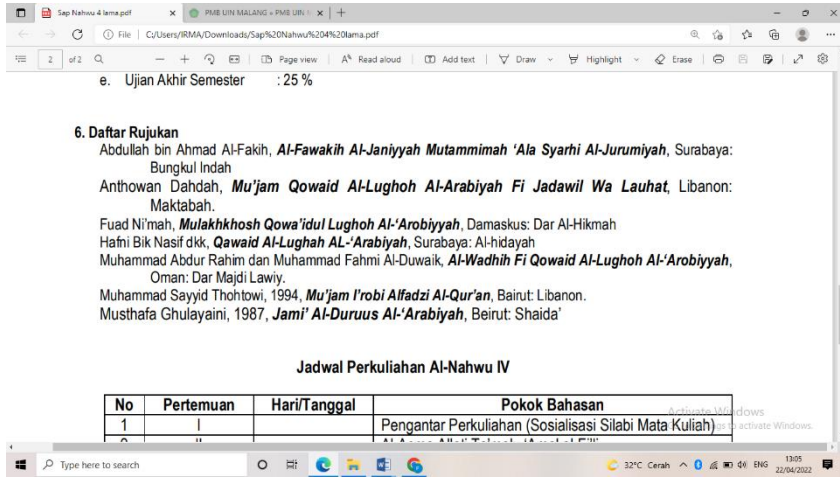 Sap Nahwu 4 lama.pdf
PMB UIN MALANG » PMB UIN
File
C:/Users/IRMA/Downloads/Sap%20Nahwu%204%20lama.pdf
2 of 2
Page view
Read aloud
Add text
Draw
Highlight
Erase
e. Ujian Akhir Semester : 25 %
6. Daftar Rujukan
Abdullah bin Ahmad Al-Fakih, Al-Fawakih Al-Janiyyah Mutammimah ‘Ala Syarhi Al-Jurumiyah, Surabaya:
Bungkul Indah
Anthowan Dahdah, Mu'jam Qowaid Al-Lughoh Al-Arabiyah Fi Jadawil Wa Lauhat, Libanon:
Maktabah.
Fuad Ni'mah, Mulakhkhosh Qowa'idul Lughoh Al-‘Arobiyyah, Damaskus: Dar Al-Hikmah
Hafni Bik Nasif dkk, Qawaid Al-Lughah AL-‘Arabiyah, Surabaya: Al-hidayah
Muhammad Abdur Rahim dan Muhammad Fahmi Al-Duwaik, Al-Wadhih Fi Qowaid Al-Lughoh Al-‘Arobiyyah,
Oman: Dar Majdi Lawiy.
Muhammad Sayyid Thohtowi, 1994, Mu'jam I'robi Alfadzi Al-Qur'an, Bairut: Libanon.
Musthafa Ghulayaini, 1987, Jami’ Al-Duruus Al-‘Arabiyah, Beirut: Shaida’
Jadwal Perkuliahan Al-Nahwu IV
No Pertemuan Hari/Tanggal Pokok Bahasan
1 I Pengantar Perkuliahan (Sosialisasi Silabi Mata Kuliah)
Activate Windows
to activate Windows.
Type here to search
32°C Cerah
ENG
13:05
22/04/2022